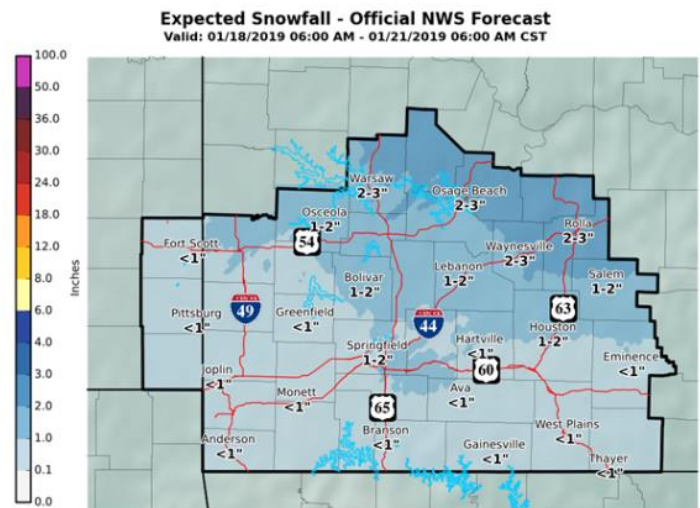 Expected Snowfall - Official NWS Forecast
Valid: 01/18/2019 06:00 AM - 01/21/2019 06:00 AM CST
100.0
50.0
36.0
30.0
24.0
18.0
12.0
8.0
6.0
4.0
3.0
2.0
1.0
0.1
0.0
Inches
Warsaw
2-3"
Osage Beach
2-3"
Osceola
1-2"
54
Rolla
2-3"
Fort Scott
<1"
Waynesville
2-3"
Lebanon
1-2"
Salem
1-2"
Bolivar
1-2"
Pittsburg
<1"
49
Greenfield
<1"
44
63
Houston
1-2"
Springfield
1-2"
Hartville
<1"
60
Eminence
<1"
Joplin
<1"
Monett
<1"
Ava
<1"
65
Branson
<1"
West Plains
<1"
Anderson
<1"
Gainesville
<1"
Thayer
<1"